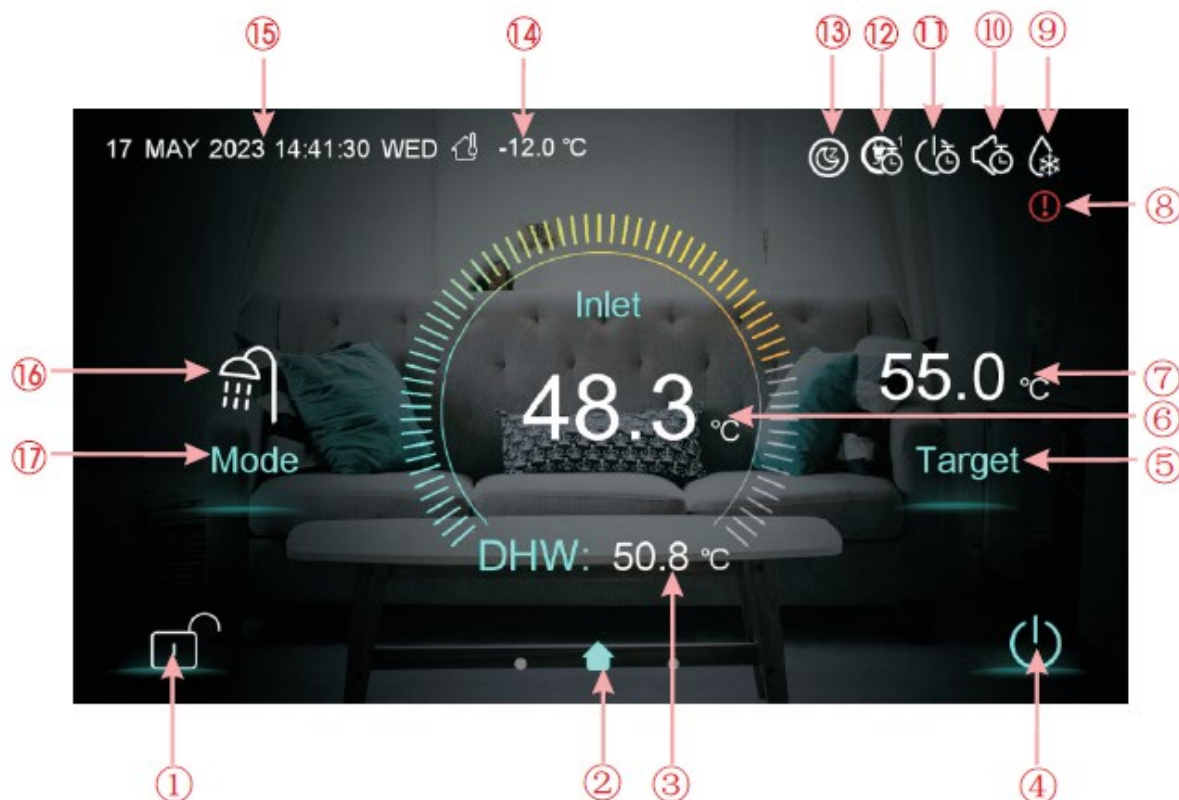 ⑮ ⑭ ⑬ ⑫ ⑪ ⑩ ⑨
17 MAY 2023 14:41:30 WED -12.0 ℃
⑧
Inlet
⑯ 48.3 ℃ 55.0 ℃ ⑦
⑥
⑰ Mode Target ⑤
DHW: 50.8 ℃
① ② ③ ④